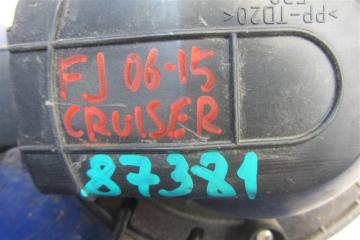 >PP-TD20<
FJ 06-15
CRUISER
87381